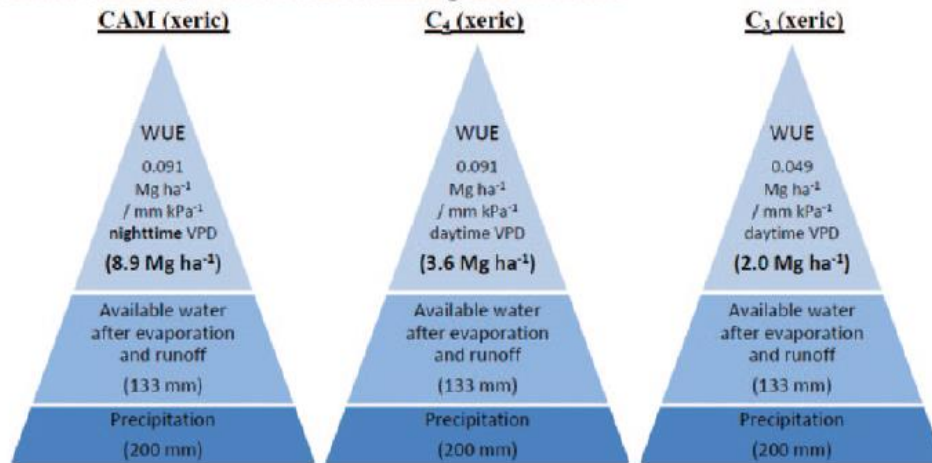 CAM (xeric)
WUE
0.091
Mg ha⁻¹
/ mm kPa⁻¹
nighttime VPD
(8.9 Mg ha⁻¹)
Available water
after evaporation
and runoff
(133 mm)
Precipitation
(200 mm)
C₄ (xeric)
WUE
0.091
Mg ha⁻¹
/ mm kPa⁻¹
daytime VPD
(3.6 Mg ha⁻¹)
Available water
after evaporation
and runoff
(133 mm)
Precipitation
(200 mm)
C₃ (xeric)
WUE
0.049
Mg ha⁻¹
/ mm kPa⁻¹
daytime VPD
(2.0 Mg ha⁻¹)
Available water
after evaporation
and runoff
(133 mm)
Precipitation
(200 mm)